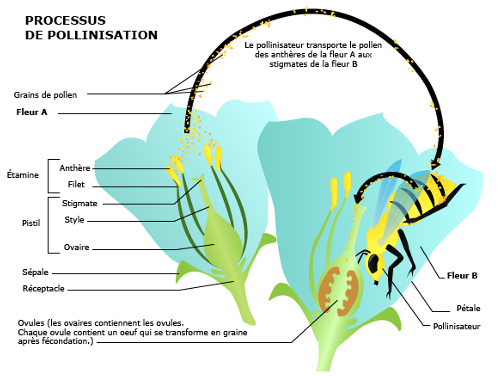 PROCESSUS
DE POLLINISATION
Le pollinisateur transporte le pollen
des anthères de la fleur A aux
stigmates de la fleur B
Grains de pollen
Fleur A
Étamine
Anthère
Filet
Pistil
Stigmate
Style
Ovaire
Sépale
Réceptacle
Fleur B
Pétale
Pollinisateur
Ovules (les ovaires contiennent les ovules.
Chaque ovule contient un oeuf qui se transforme en graine
après fécondation.)